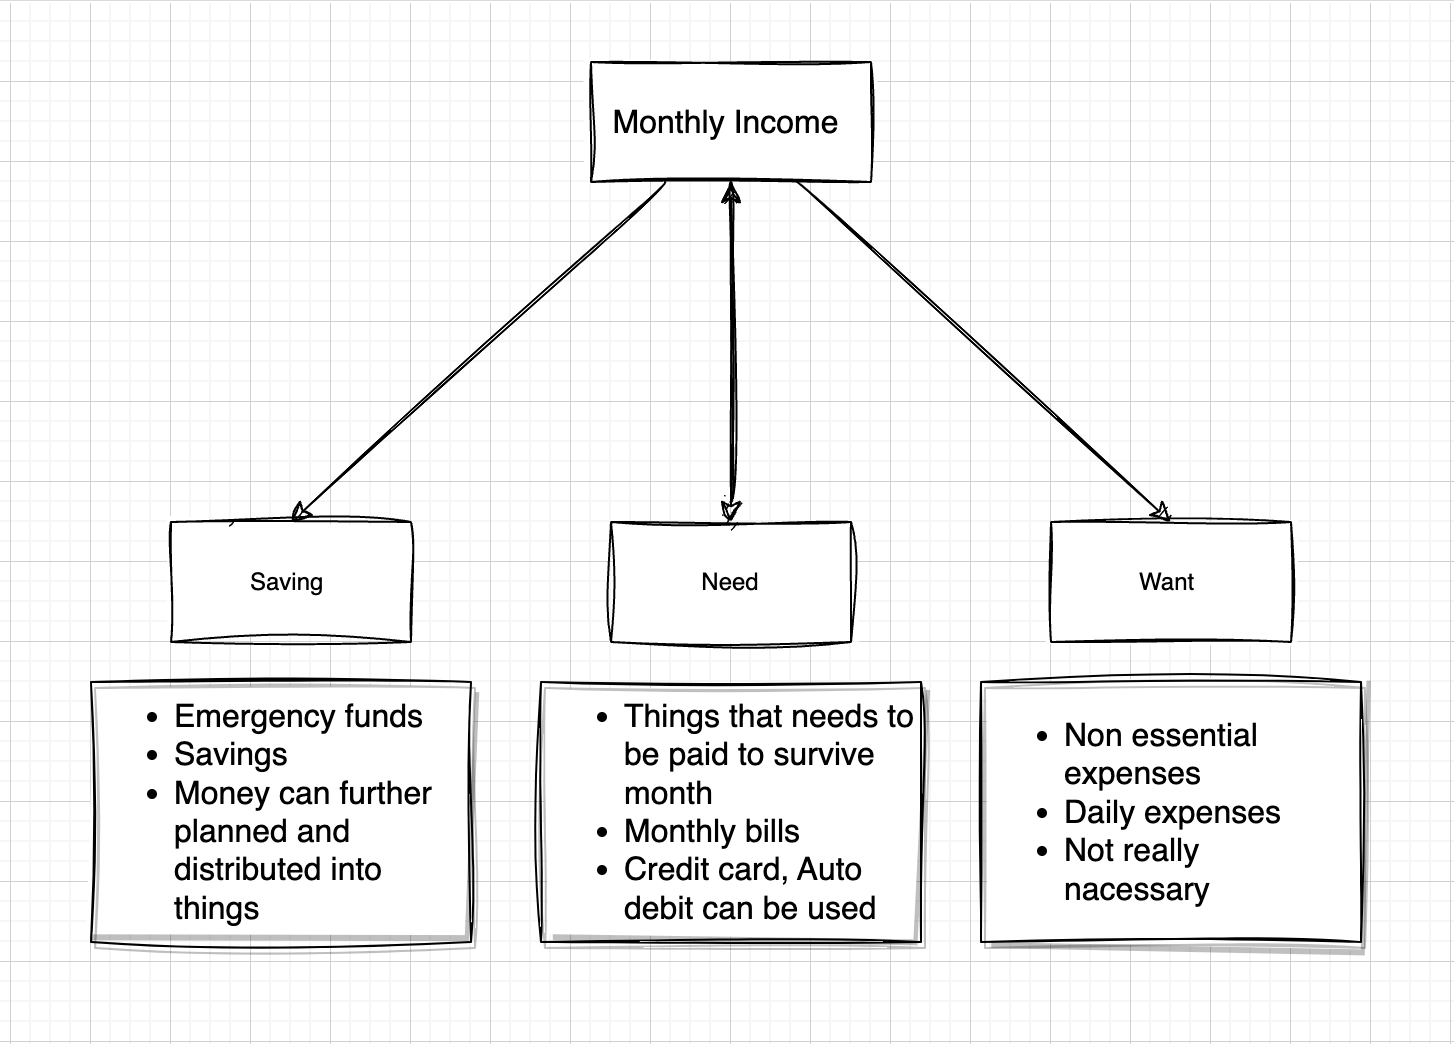 Monthly Income
Saving
Need
Want
• Emergency funds
• Savings
• Money can further
planned and
distributed into
things
• Things that needs to
be paid to survive
month
• Monthly bills
• Credit card, Auto
debit can be used
• Non essential
expenses
• Daily expenses
• Not really
nacessary